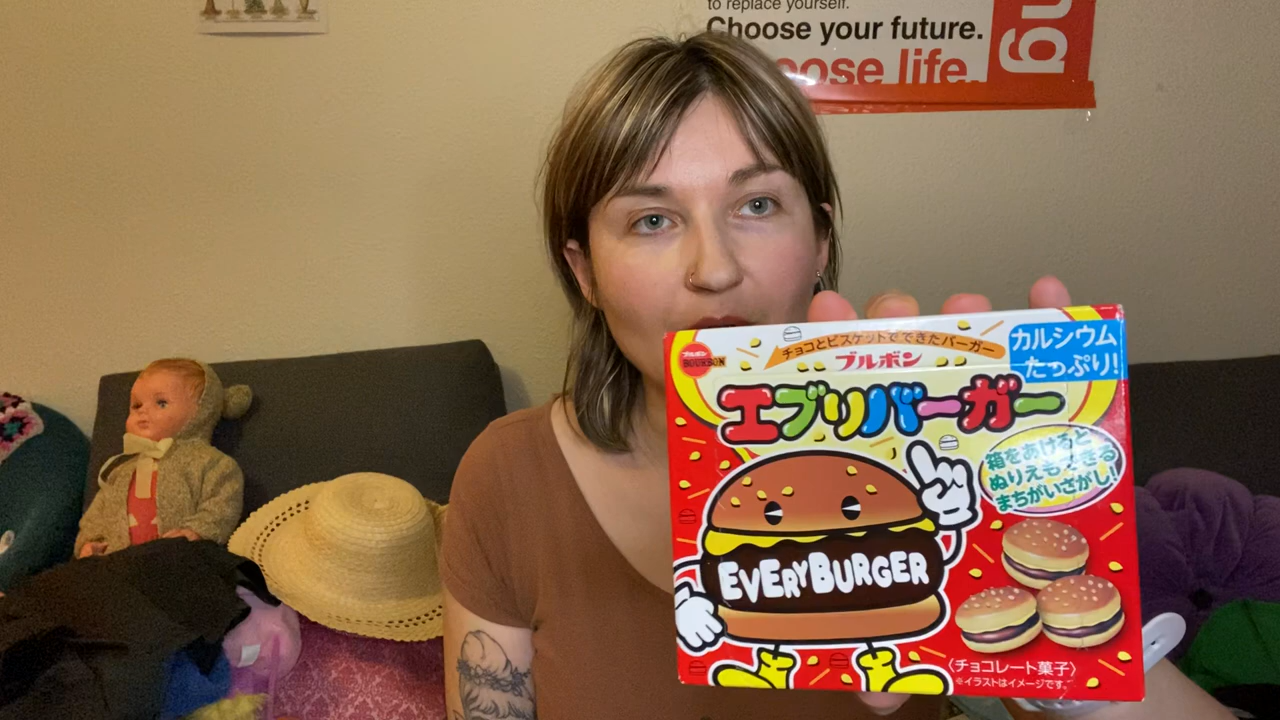 to replace yourself.
Choose your future.
oose life.
ug
チョコとビスケットでできたバーガー
ブルボン
BOURBON
ブルボン
カルシウム
たっぷり!
エブリバーガー
箱をあけると
ぬりえもできる
まちがいさがし!
EVERYBURGER
〈チョコレート菓子〉
※イラストはイメージです。